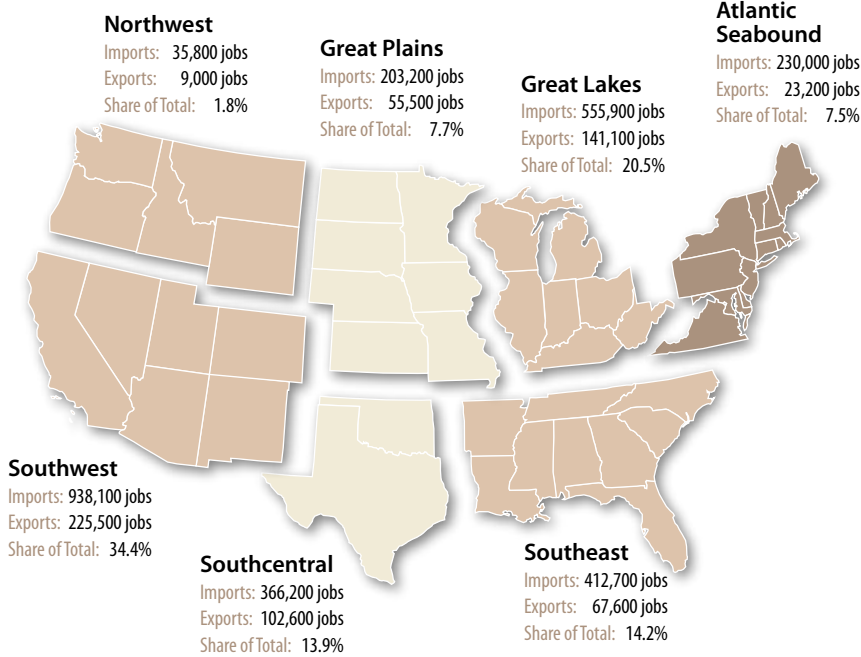 Northwest
Imports: 35,800 jobs
Exports: 9,000 jobs
Share of Total: 1.8%
Great Plains
Imports: 203,200 jobs
Exports: 55,500 jobs
Share of Total: 7.7%
Great Lakes
Imports: 555,900 jobs
Exports: 141,100 jobs
Share of Total: 20.5%
Atlantic
Seabound
Imports: 230,000 jobs
Exports: 23,200 jobs
Share of Total: 7.5%
Southwest
Imports: 938,100 jobs
Exports: 225,500 jobs
Share of Total: 34.4%
Southcentral
Imports: 366,200 jobs
Exports: 102,600 jobs
Share of Total: 13.9%
Southeast
Imports: 412,700 jobs
Exports: 67,600 jobs
Share of Total: 14.2%